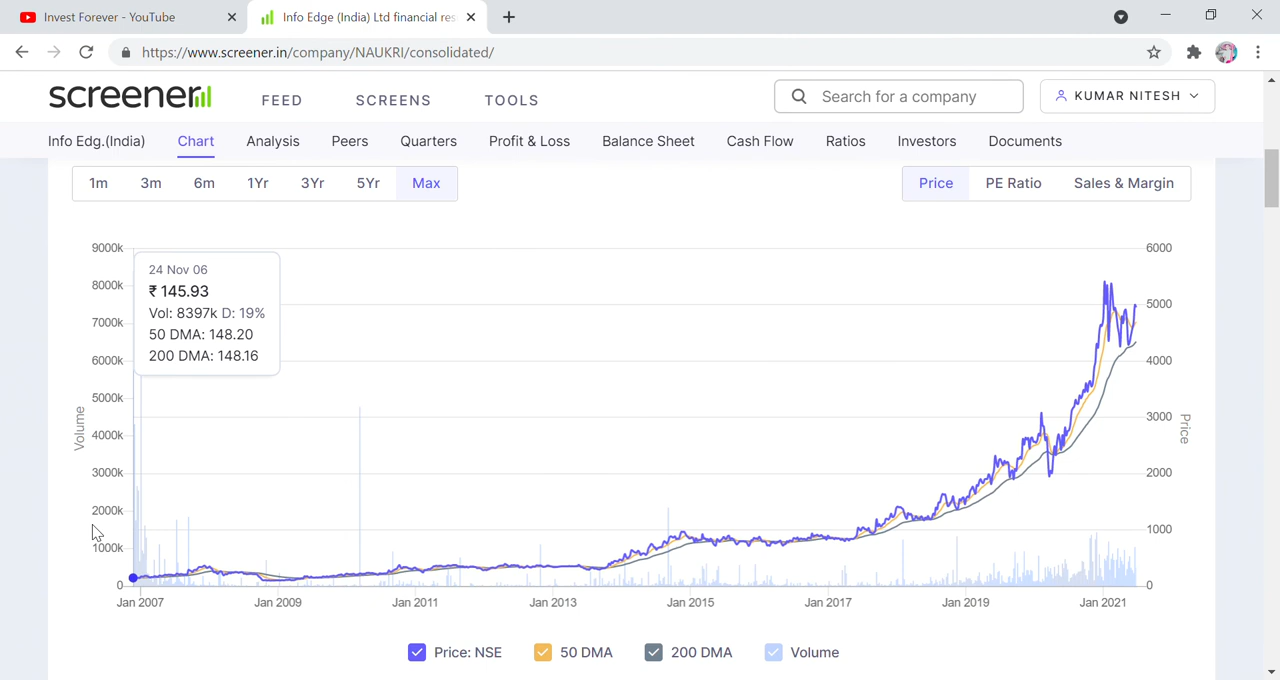 Invest Forever - YouTube
Info Edge (India) Ltd financial res
https://www.screener.in/company/NAUKRI/consolidated/
screener
FEED
SCREENS
TOOLS
Search for a company
KUMAR NITESH
Info Edg.(India)
Chart
Analysis
Peers
Quarters
Profit & Loss
Balance Sheet
Cash Flow
Ratios
Investors
Documents
1m
3m
6m
1Yr
3Yr
5Yr
Max
Price
PE Ratio
Sales & Margin
9000k
8000k
7000k
6000k
5000k
4000k
3000k
2000k
1000k
0
Volume
24 Nov 06
₹ 145.93
Vol: 8397k D: 19%
50 DMA: 148.20
200 DMA: 148.16
6000
5000
4000
3000
2000
1000
0
Price
Jan 2007
Jan 2009
Jan 2011
Jan 2013
Jan 2015
Jan 2017
Jan 2019
Jan 2021
Price: NSE
50 DMA
200 DMA
Volume